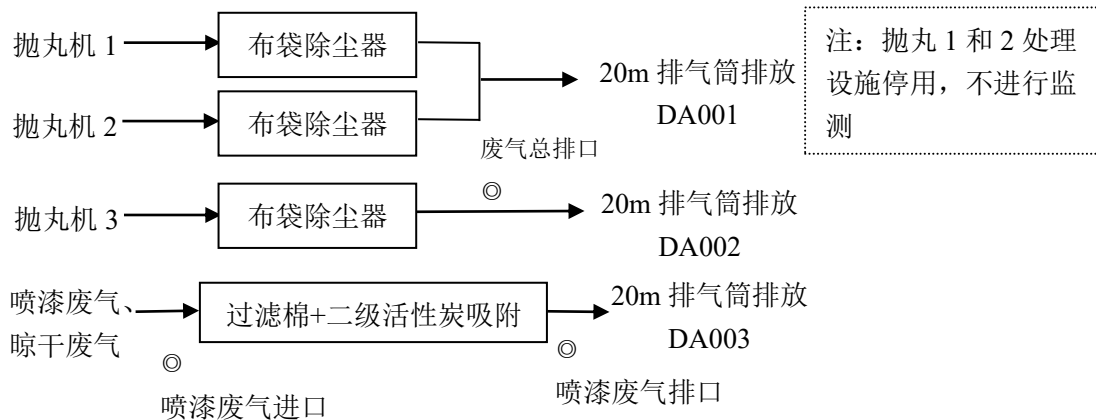 抛丸机 1
布袋除尘器
抛丸机 2
布袋除尘器
20m 排气筒排放
DA001
注：抛丸 1 和 2 处理
设施停用，不进行监
测
废气总排口
◎
抛丸机 3
布袋除尘器
20m 排气筒排放
DA002
喷漆废气、
晾干废气
过滤棉+二级活性炭吸附
20m 排气筒排放
DA003
◎
喷漆废气进口
◎
喷漆废气排口